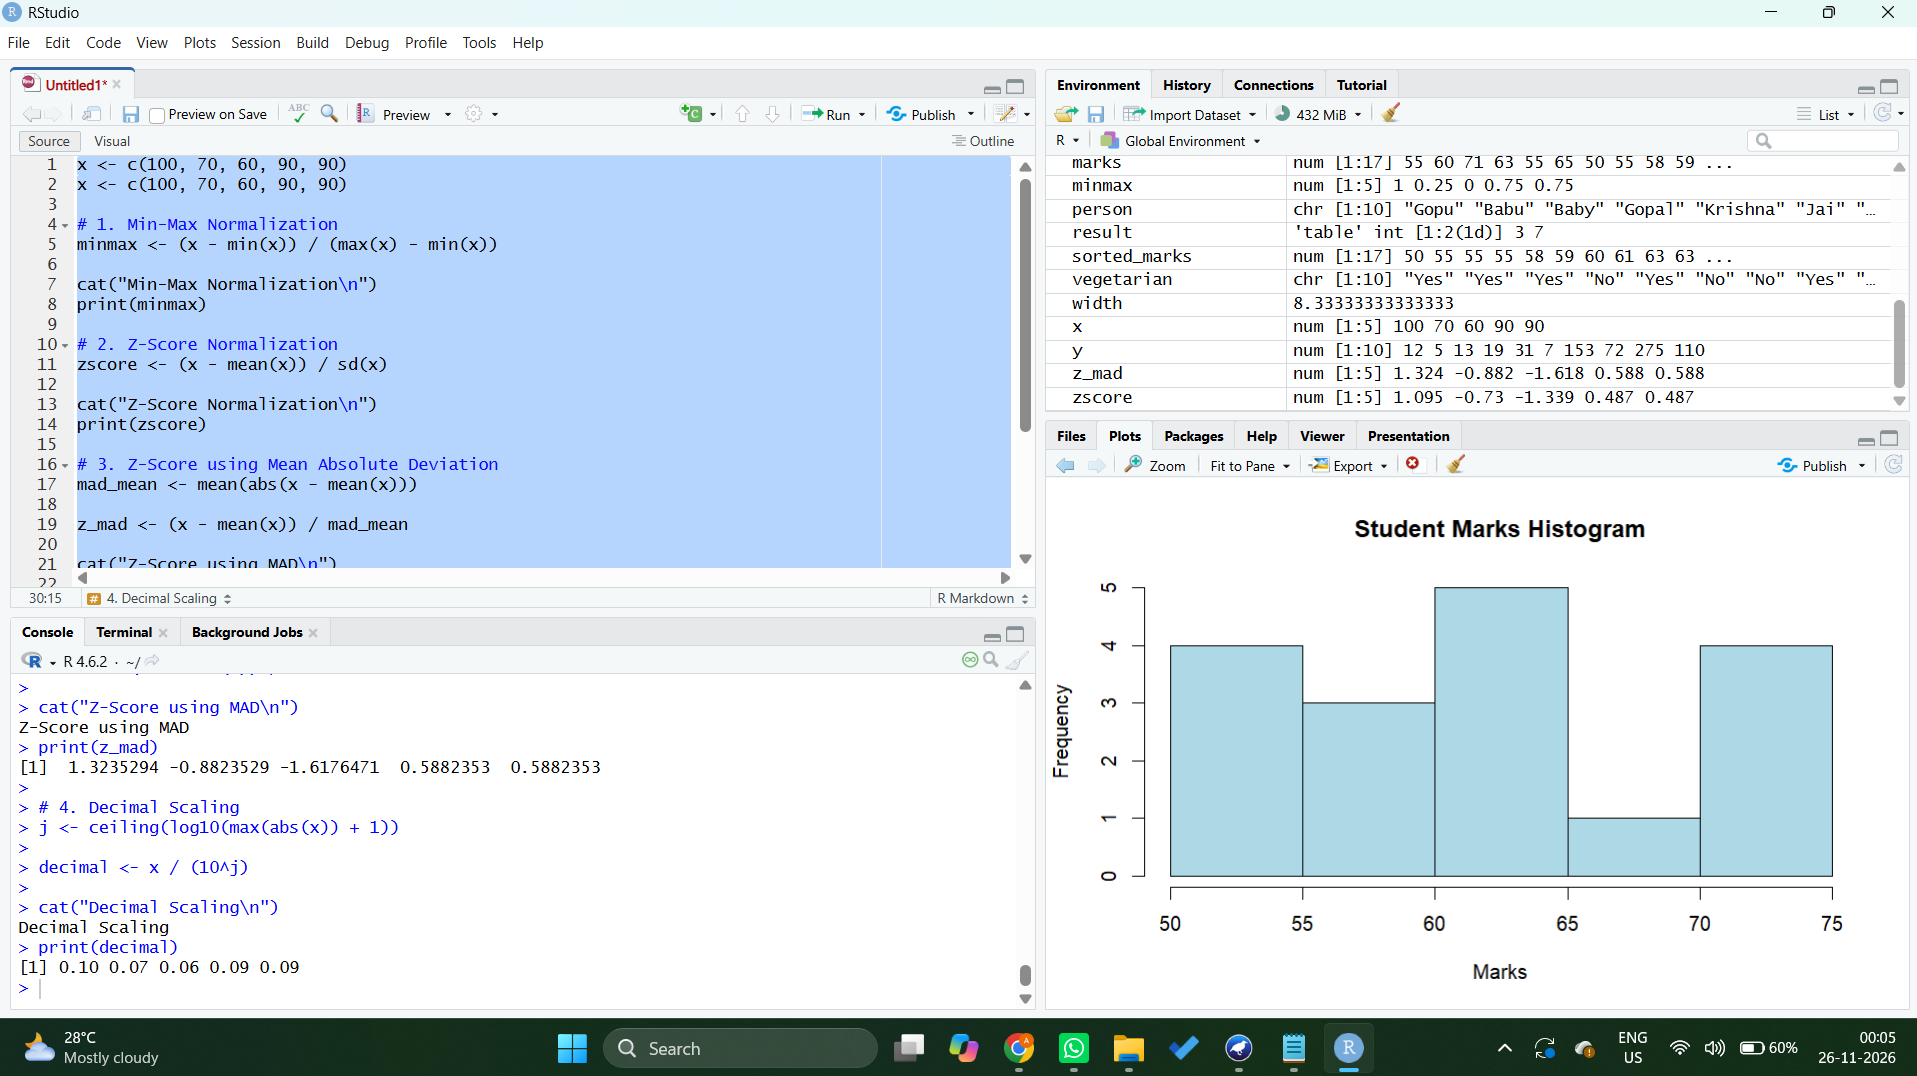 RStudio
File Edit Code View Plots Session Build Debug Profile Tools Help
Untitled1*
Preview on Save ABC Preview Run Publish
Source Visual Outline
1 x <- c(100, 70, 60, 90, 90)
2 x <- c(100, 70, 60, 90, 90)
3
4 # 1. Min-Max Normalization
5 minmax <- (x - min(x)) / (max(x) - min(x))
6
7 cat("Min-Max Normalization\n")
8 print(minmax)
9
10 # 2. Z-Score Normalization
11 zscore <- (x - mean(x)) / sd(x)
12
13 cat("Z-Score Normalization\n")
14 print(zscore)
15
16 # 3. Z-Score using Mean Absolute Deviation
17 mad_mean <- mean(abs(x - mean(x)))
18
19 z_mad <- (x - mean(x)) / mad_mean
20
21 cat("Z-Score using MAD\n")
22
30:15 # 4. Decimal Scaling R Markdown
Console Terminal Background Jobs
R R 4.6.2 · ~/
>
> cat("Z-Score using MAD\n")
Z-Score using MAD
> print(z_mad)
[1] 1.3235294 -0.8823529 -1.6176471 0.5882353 0.5882353
>
> # 4. Decimal Scaling
> j <- ceiling(log10(max(abs(x)) + 1))
>
> decimal <- x / (10^j)
>
> cat("Decimal Scaling\n")
Decimal Scaling
> print(decimal)
[1] 0.10 0.07 0.06 0.09 0.09
>
Environment History Connections Tutorial
Import Dataset 432 MiB List
R Global Environment
marks num [1:17] 55 60 71 63 55 65 50 55 58 59 ...
minmax num [1:5] 1 0.25 0 0.75 0.75
person chr [1:10] "Gopu" "Babu" "Baby" "Gopal" "Krishna" "Jai" "...
result 'table' int [1:2(1d)] 3 7
sorted_marks num [1:17] 50 55 55 55 58 59 60 61 63 63 ...
vegetarian chr [1:10] "Yes" "Yes" "Yes" "No" "Yes" "No" "No" "Yes" "...
width 8.33333333333333
x num [1:5] 100 70 60 90 90
y num [1:10] 12 5 13 19 31 7 153 72 275 110
z_mad num [1:5] 1.324 -0.882 -1.618 0.588 0.588
zscore num [1:5] 1.095 -0.73 -1.339 0.487 0.487
Files Plots Packages Help Viewer Presentation
Zoom Fit to Pane Export Publish
Student Marks Histogram
Frequency
5
4
3
2
1
0
50 55 60 65 70 75
Marks
28°C
Mostly cloudy
Search
ENG
US
60%
00:05
26-11-2026